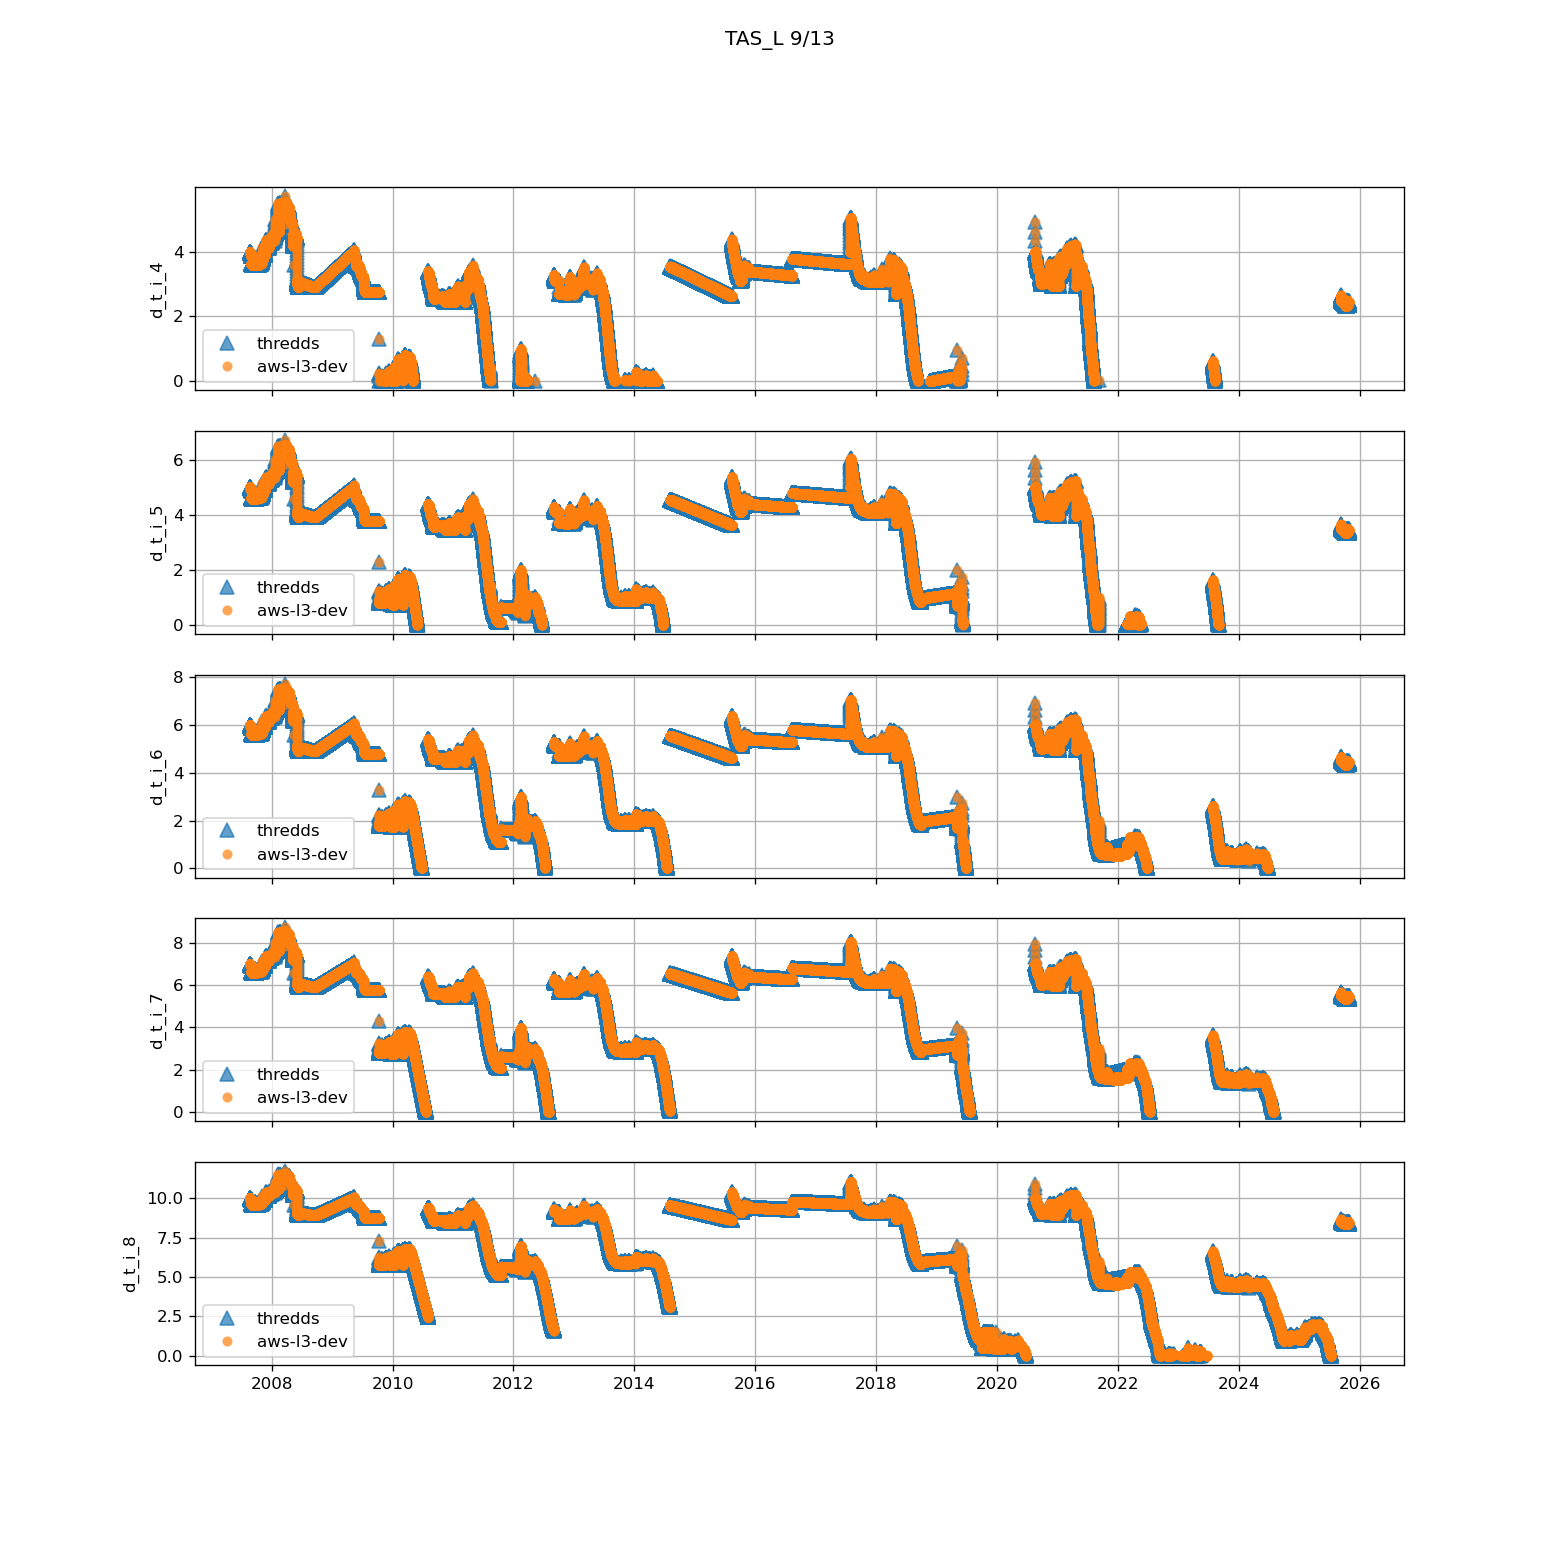 TAS_L 9/13
4
2
0
d_t_i_4
thredds
aws-l3-dev
6
4
2
0
d_t_i_5
thredds
aws-l3-dev
8
6
4
2
0
d_t_i_6
thredds
aws-l3-dev
8
6
4
2
0
d_t_i_7
thredds
aws-l3-dev
10.0
7.5
5.0
2.5
0.0
d_t_i_8
thredds
aws-l3-dev
2008 2010 2012 2014 2016 2018 2020 2022 2024 2026